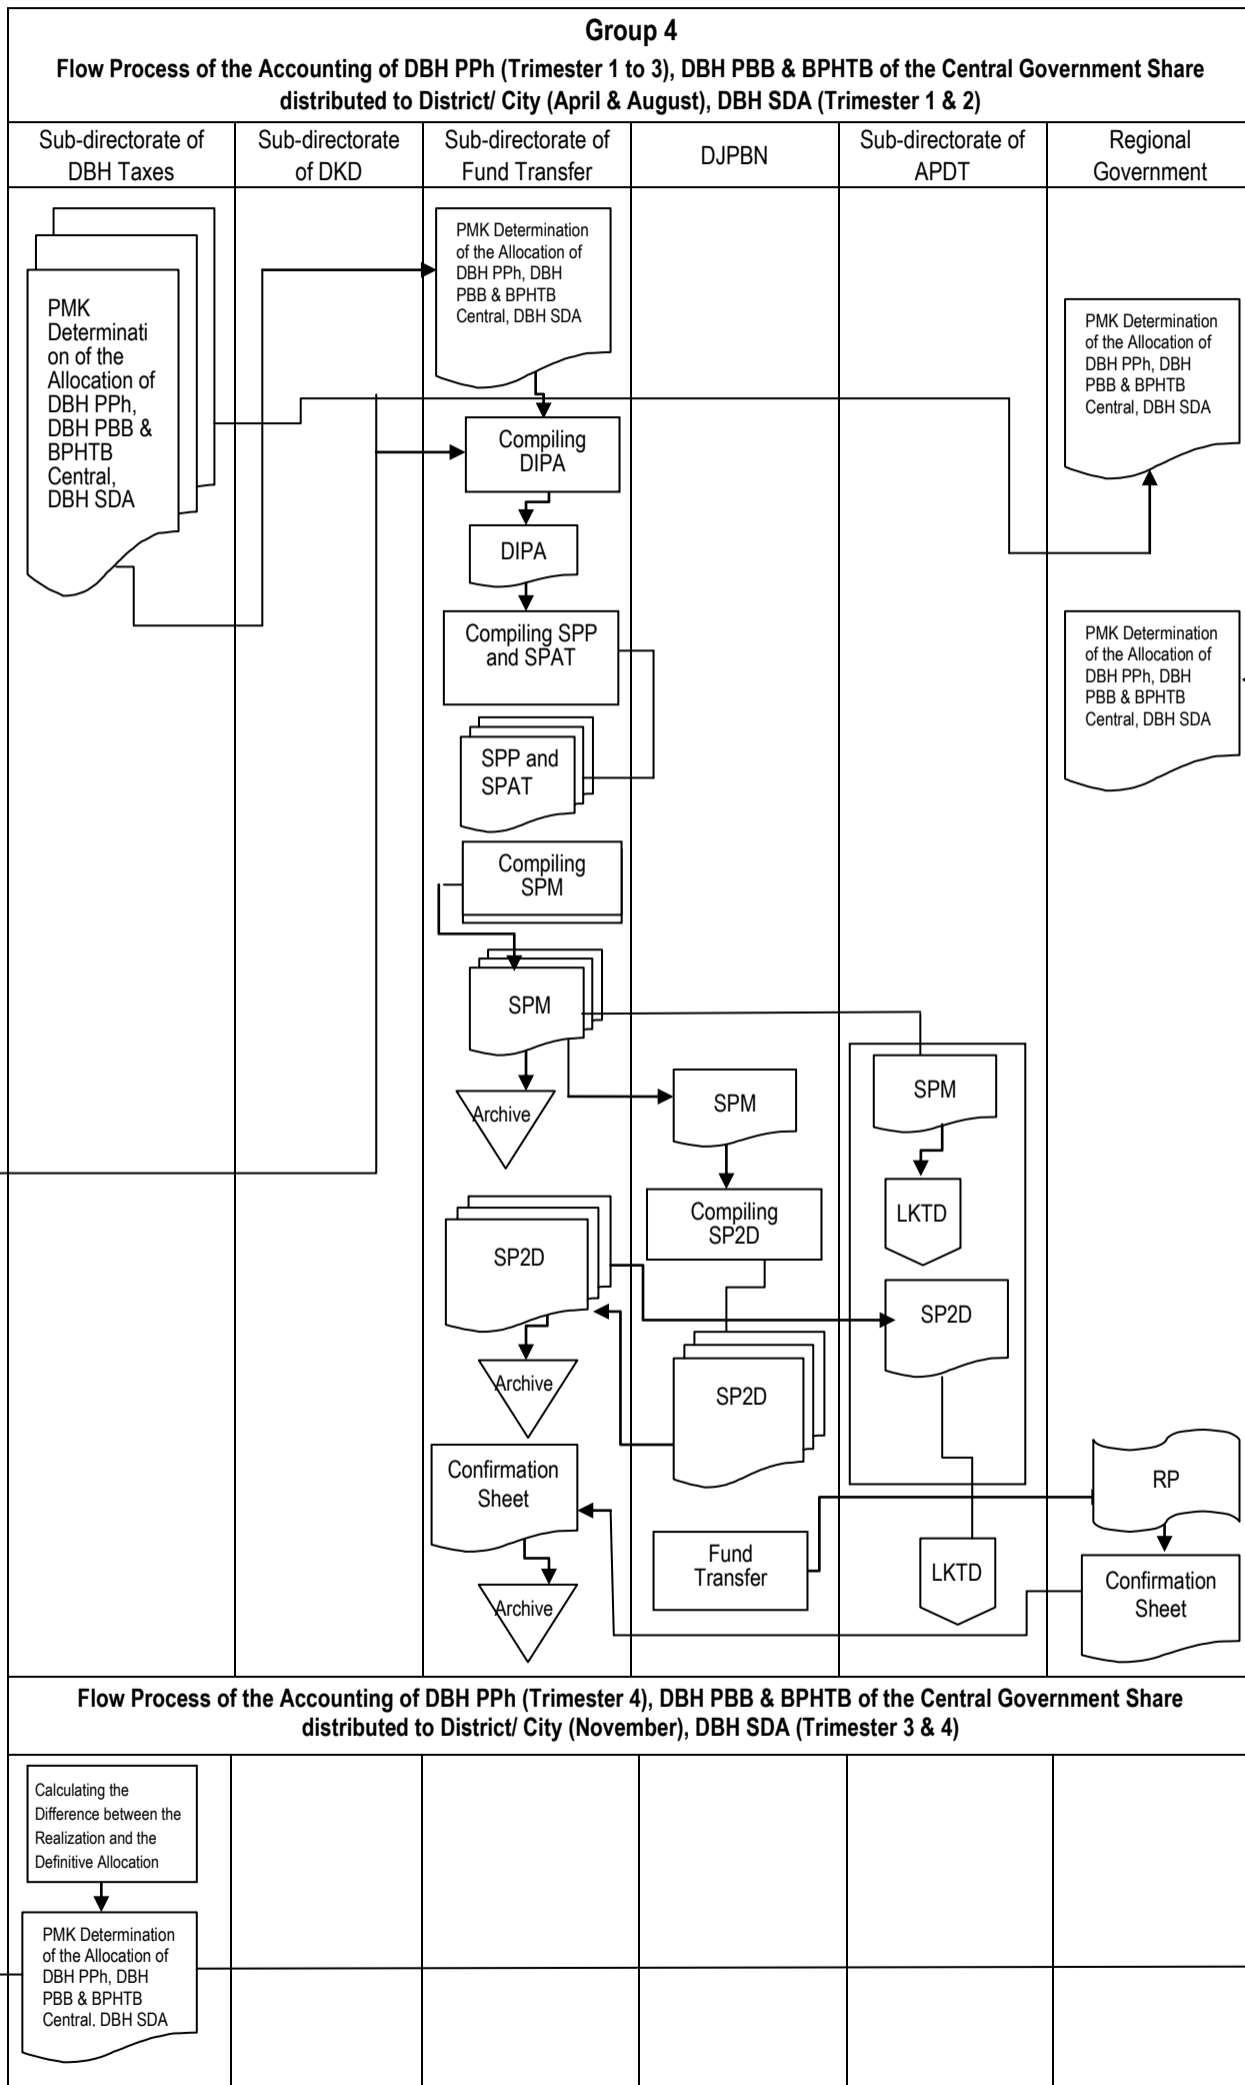 Group 4
Flow Process of the Accounting of DBH PPh (Trimester 1 to 3), DBH PBB & BPHTB of the Central Government Share
distributed to District/ City (April & August), DBH SDA (Trimester 1 & 2)
Sub-directorate of
DBH Taxes
Sub-directorate
of DKD
Sub-directorate of
Fund Transfer
DJPBN
Sub-directorate of
APDT
Regional
Government
PMK
Determinati
on of the
Allocation of
DBH PPh,
DBH PBB &
BPHTB
Central,
DBH SDA
PMK Determination
of the Allocation of
DBH PPh, DBH
PBB & BPHTB
Central, DBH SDA
PMK Determination
of the Allocation of
DBH PPh, DBH
PBB & BPHTB
Central, DBH SDA
Compiling
DIPA
DIPA
Compiling SPP
and SPAT
PMK Determination
of the Allocation of
DBH PPh, DBH
PBB & BPHTB
Central, DBH SDA
SPP and
SPAT
Compiling
SPM
SPM
Archive
SPM
SPM
LKTD
Compiling
SP2D
SP2D
SP2D
Archive
SP2D
Confirmation
Sheet
RP
Archive
Fund
Transfer
LKTD
Confirmation
Sheet
Flow Process of the Accounting of DBH PPh (Trimester 4), DBH PBB & BPHTB of the Central Government Share
distributed to District/ City (November), DBH SDA (Trimester 3 & 4)
Calculating the
Difference between the
Realization and the
Definitive Allocation
PMK Determination
of the Allocation of
DBH PPh, DBH
PBB & BPHTB
Central, DBH SDA